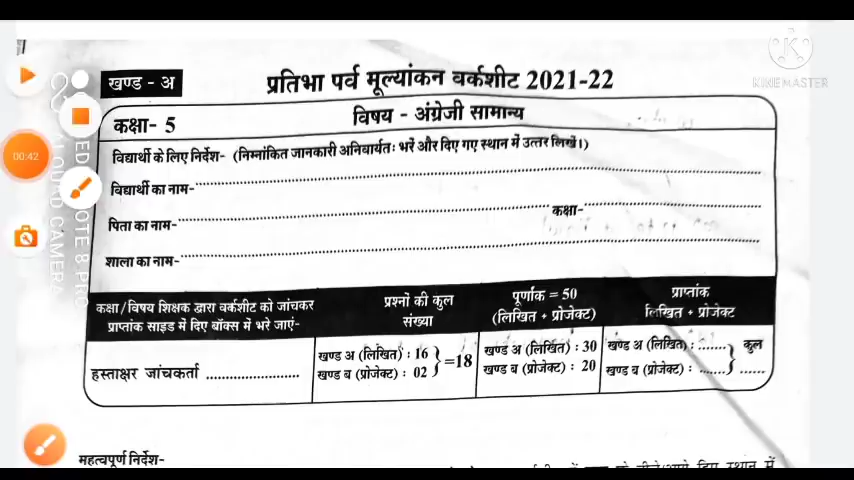 KINEMASTER
खण्ड - अ
प्रतिभा पर्व मूल्यांकन वर्कशीट 2021-22
कक्षा- 5
विषय - अंग्रेजी सामान्य
00:42
विद्यार्थी के लिए निर्देश- (निम्नांकित जानकारी अनिवार्यतः भरें और दिए गए स्थान में उत्तर लिखें।)
विद्यार्थी का नाम-
पिता का नाम- कक्षा-
शाला का नाम-
कक्षा/विषय शिक्षक द्वारा वर्कशीट को जांचकर प्राप्तांक साइड में दिए बॉक्स में भरे जाएं-
प्रश्नों की कुल संख्या
पूर्णांक = 50
(लिखित + प्रोजेक्ट)
प्राप्तांक
लिखित + प्रोजेक्ट
हस्ताक्षर जांचकर्ता ........................
खण्ड अ (लिखित) : 16
खण्ड ब (प्रोजेक्ट) : 02
=18
खण्ड अ (लिखित) : 30
खण्ड ब (प्रोजेक्ट) : 20
खण्ड अ (लिखित) : .......
खण्ड ब (प्रोजेक्ट) : .......
कुल
.......
महत्वपूर्ण निर्देश-